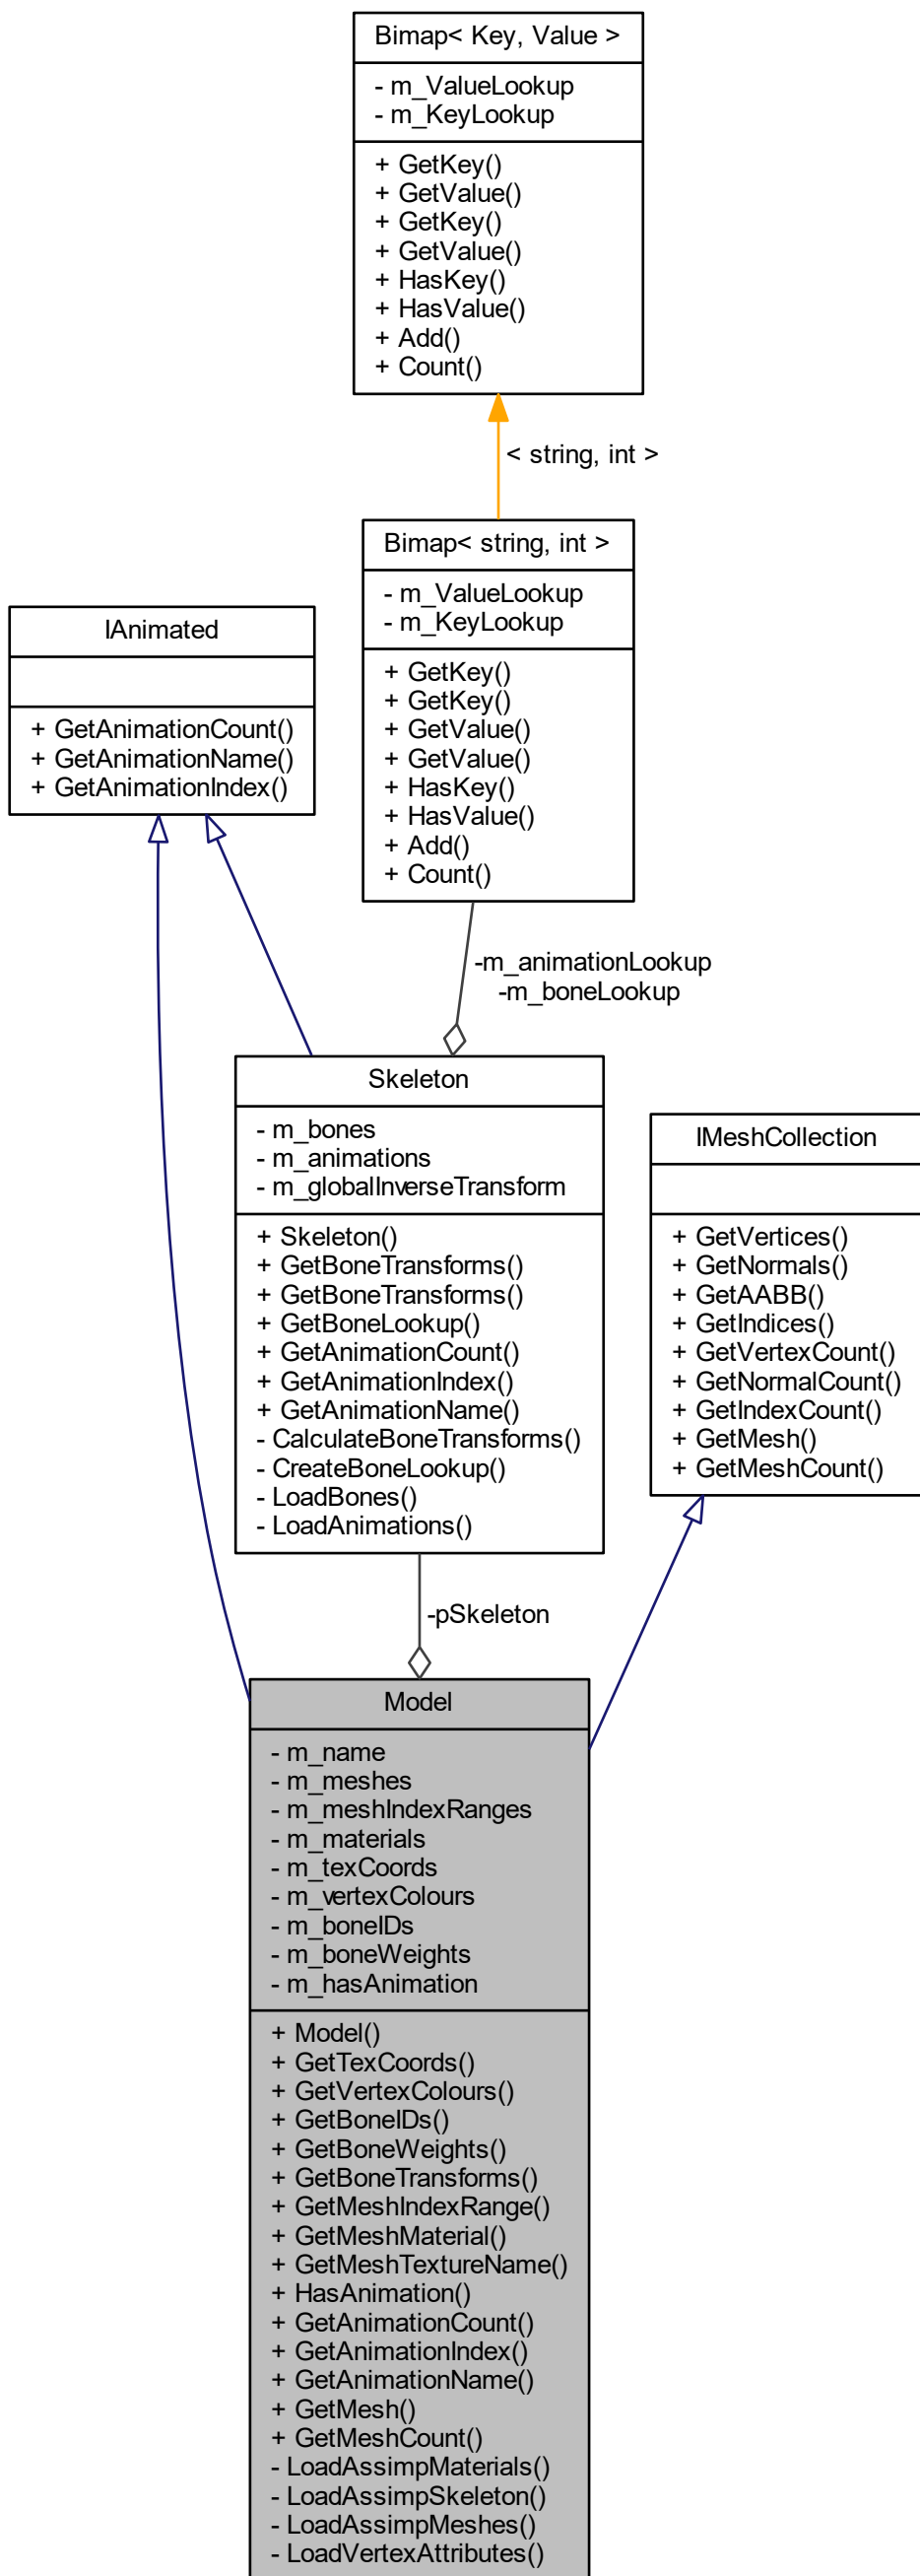 Bimap< Key, Value >
- m_ValueLookup
- m_KeyLookup
+ GetKey()
+ GetValue()
+ GetKey()
+ GetValue()
+ HasKey()
+ HasValue()
+ Add()
+ Count()
< string, int >
Bimap< string, int >
- m_ValueLookup
- m_KeyLookup
+ GetKey()
+ GetKey()
+ GetValue()
+ GetValue()
+ HasKey()
+ HasValue()
+ Add()
+ Count()
IAnimated
+ GetAnimationCount()
+ GetAnimationName()
+ GetAnimationIndex()
-m_animationLookup
-m_boneLookup
Skeleton
- m_bones
- m_animations
- m_globalInverseTransform
+ Skeleton()
+ GetBoneTransforms()
+ GetBoneTransforms()
+ GetBoneLookup()
+ GetAnimationCount()
+ GetAnimationIndex()
+ GetAnimationName()
- CalculateBoneTransforms()
- CreateBoneLookup()
- LoadBones()
- LoadAnimations()
IMeshCollection
+ GetVertices()
+ GetNormals()
+ GetAABB()
+ GetIndices()
+ GetVertexCount()
+ GetNormalCount()
+ GetIndexCount()
+ GetMesh()
+ GetMeshCount()
-pSkeleton
Model
- m_name
- m_meshes
- m_meshIndexRanges
- m_materials
- m_texCoords
- m_vertexColours
- m_boneIDs
- m_boneWeights
- m_hasAnimation
+ Model()
+ GetTexCoords()
+ GetVertexColours()
+ GetBoneIDs()
+ GetBoneWeights()
+ GetBoneTransforms()
+ GetMeshIndexRange()
+ GetMeshMaterial()
+ GetMeshTextureName()
+ HasAnimation()
+ GetAnimationCount()
+ GetAnimationIndex()
+ GetAnimationName()
+ GetMesh()
+ GetMeshCount()
- LoadAssimpMaterials()
- LoadAssimpSkeleton()
- LoadAssimpMeshes()
- LoadVertexAttributes()